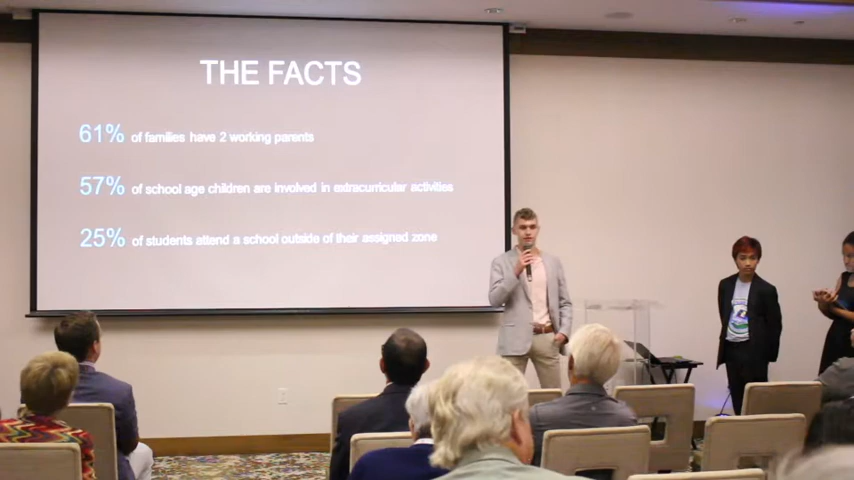 THE FACTS
61% of families have 2 working parents
57% of school age children are involved in extracurricular activities
25% of students attend a school outside of their assigned zone